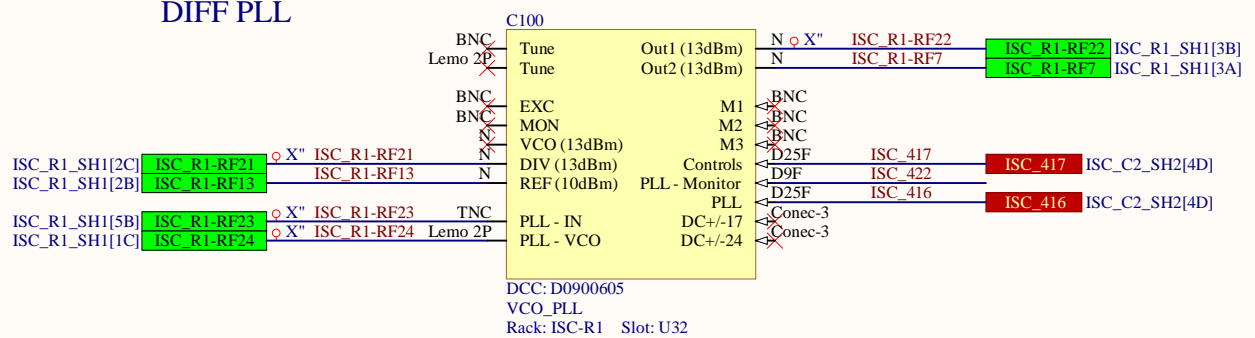 DIFF PLL
C100
BNC Tune Out1 (13dBm) N X" ISC_R1-RF22 ISC_R1-RF22 ISC_R1_SH1[3B]
Lemo 2P Tune Out2 (13dBm) N ISC_R1-RF7 ISC_R1-RF7 ISC_R1_SH1[3A]
BNC EXC M1 BNC
BNC MON M2 BNC
N VCO (13dBm) M3 BNC
ISC_R1_SH1[2C] ISC_R1-RF21 X" ISC_R1-RF21 N DIV (13dBm) Controls D25F ISC_417 ISC_417 ISC_C2_SH2[4D]
ISC_R1_SH1[2B] ISC_R1-RF13 ISC_R1-RF13 N REF (10dBm) PLL - Monitor D9F ISC_422
PLL D25F ISC_416 ISC_416 ISC_C2_SH2[4D]
ISC_R1_SH1[5B] ISC_R1-RF23 X" ISC_R1-RF23 TNC PLL - IN DC+/-17 Conec-3
ISC_R1_SH1[1C] ISC_R1-RF24 X" ISC_R1-RF24 Lemo 2P PLL - VCO DC+/-24 Conec-3
DCC: D0900605
VCO_PLL
Rack: ISC-R1 Slot: U32